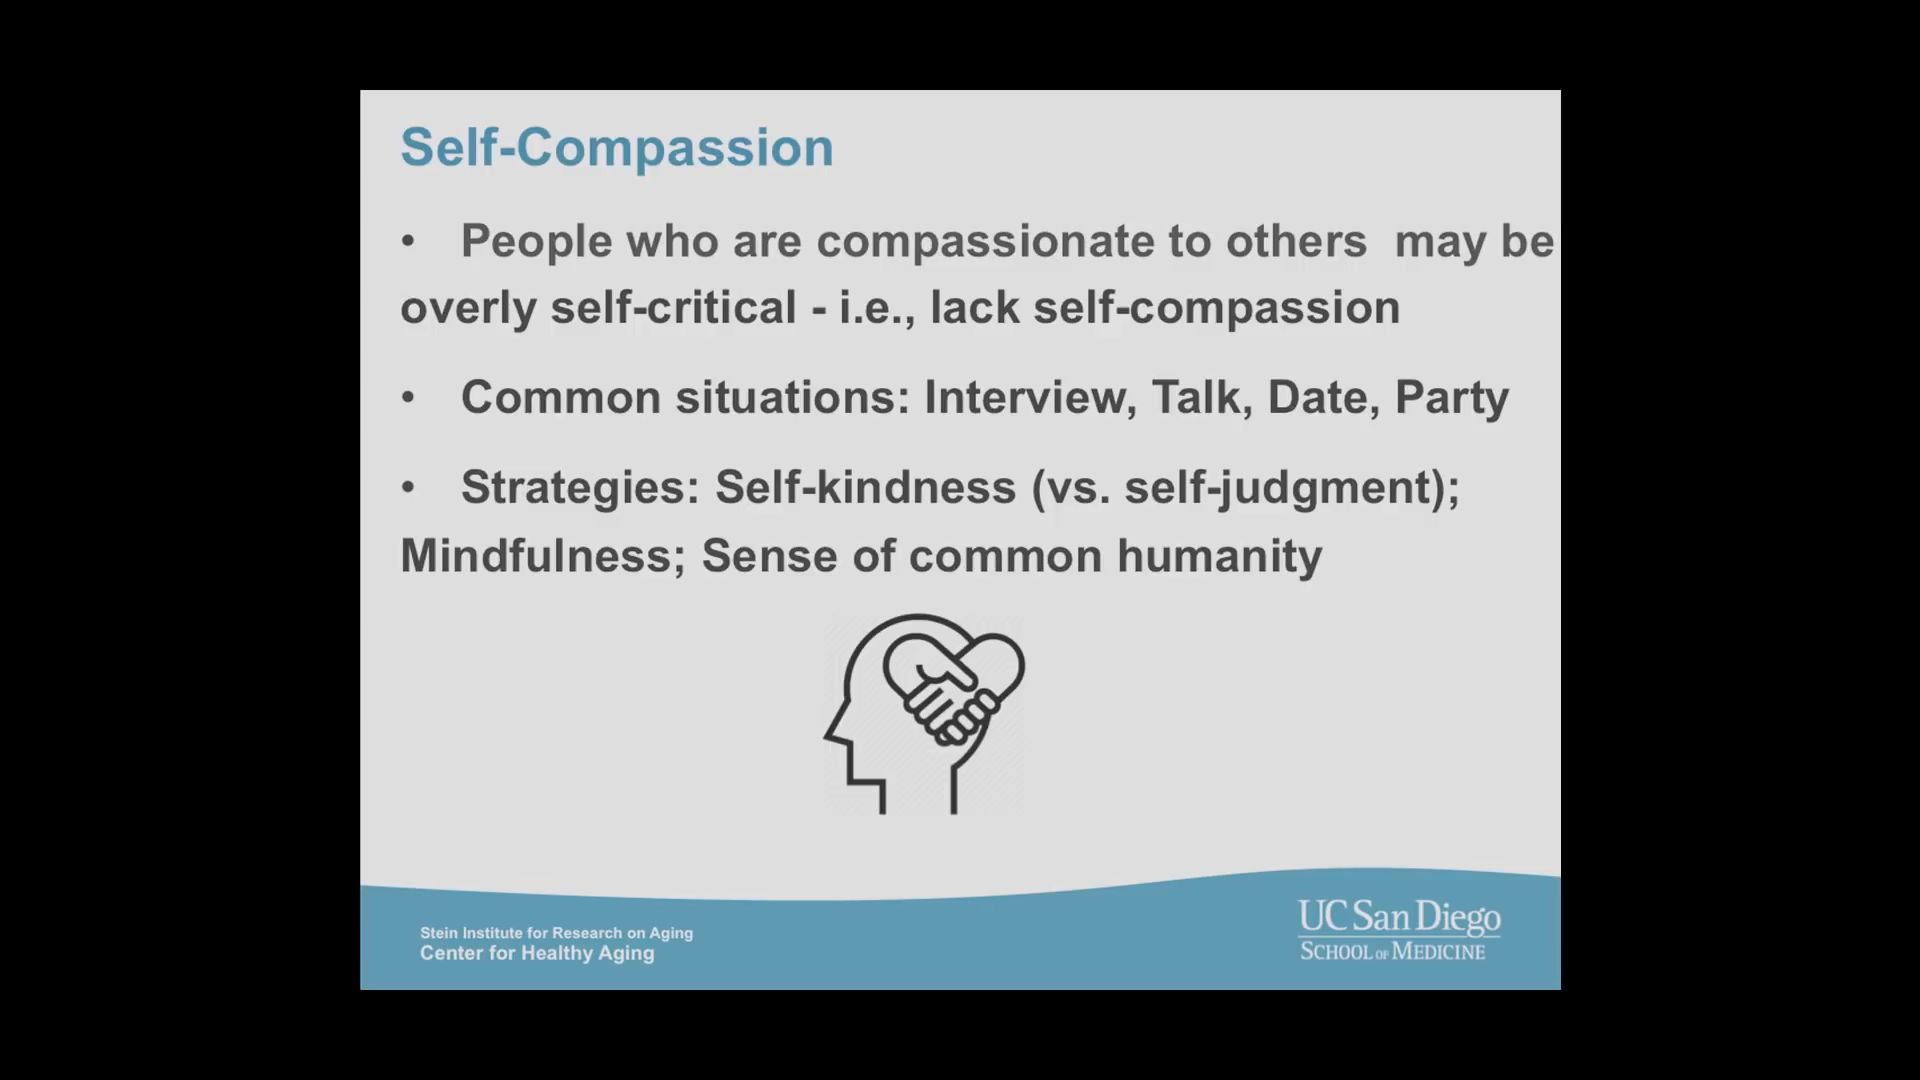 Self-Compassion
• People who are compassionate to others  may be
overly self-critical - i.e., lack self-compassion
• Common situations: Interview, Talk, Date, Party
• Strategies: Self-kindness (vs. self-judgment);
Mindfulness; Sense of common humanity
Stein Institute for Research on Aging
Center for Healthy Aging
UC San Diego
SCHOOL OF MEDICINE